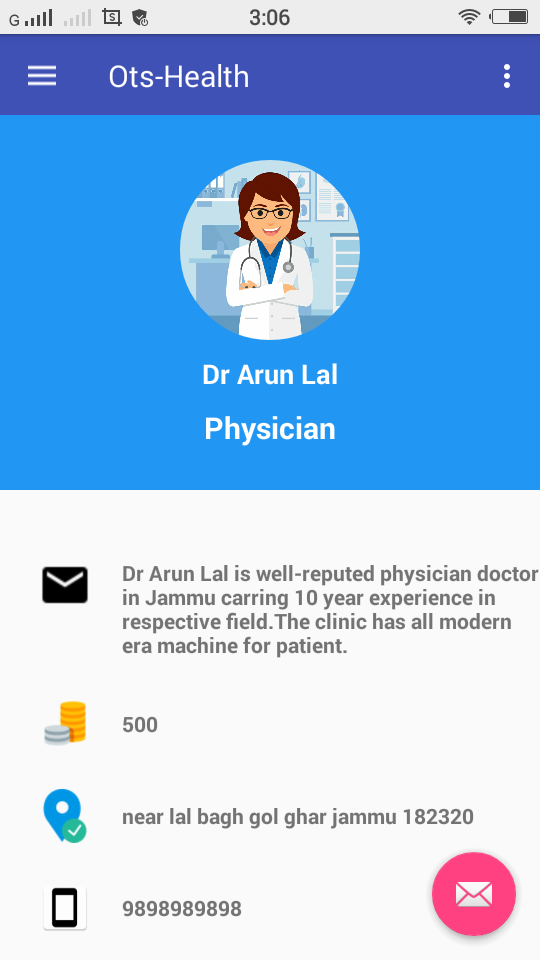 G 3:06
Ots-Health
Dr Arun Lal
Physician
Dr Arun Lal is well-reputed physician doctor
in Jammu carring 10 year experience in
respective field.The clinic has all modern
era machine for patient.
500
near lal bagh gol ghar jammu 182320
9898989898